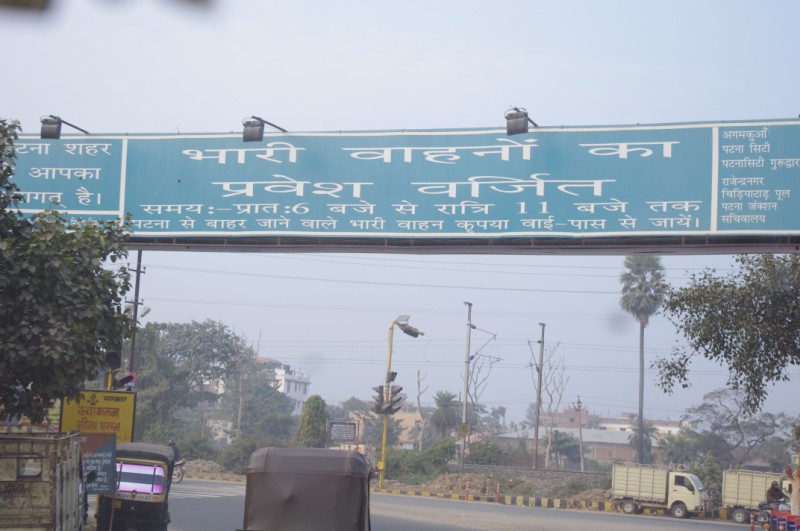 टना शहर
आपका
गत है।
भारी वाहनों का
प्रवेश वर्जित
समय:-प्रात:6 बजे से रात्रि 11 बजे तक
पटना से बाहर जाने वाले भारी वाहन कृपया वाई-पास से जायें।
अगमकुआँ
पटना सिटी
पटनासिटी गुरूद्वारा
राजेन्द्रनगर
चिड़ियाटाड़ पूल
पटना जंक्शन
सचिवालय